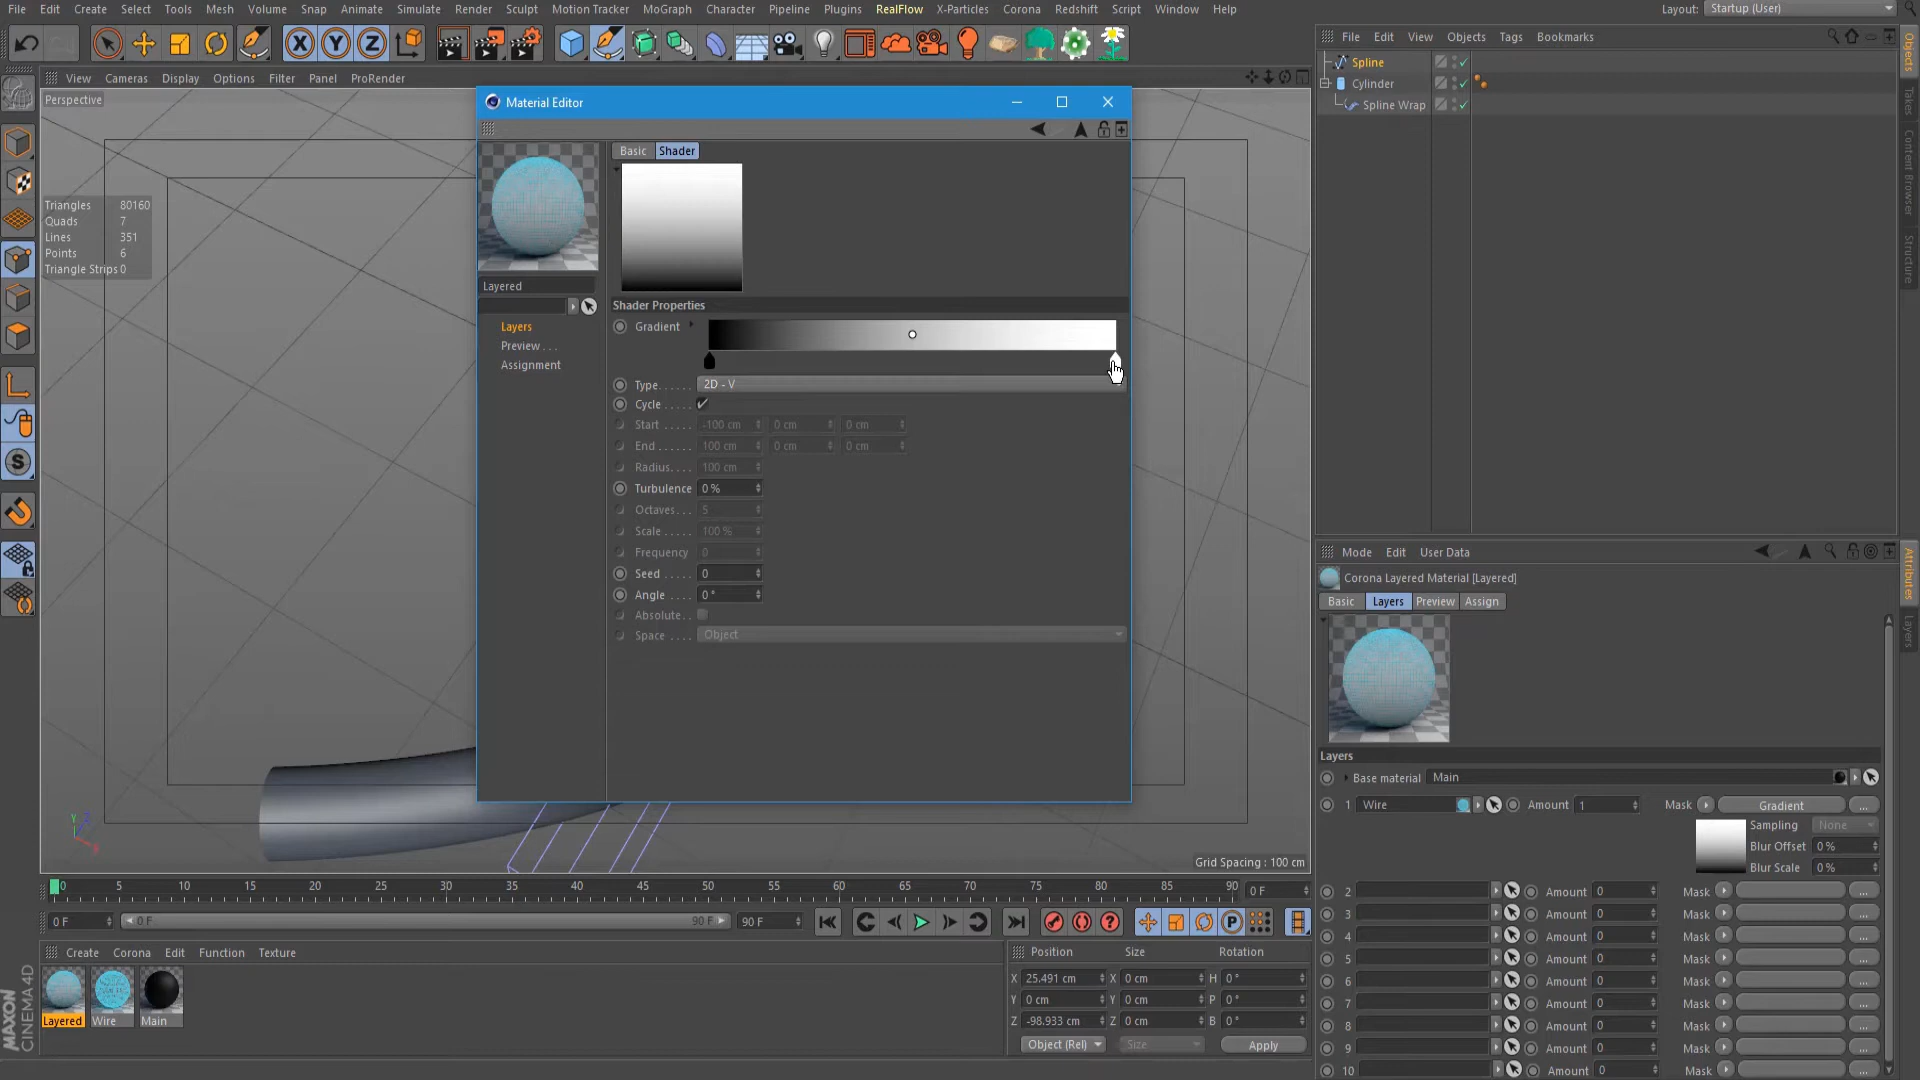 File Edit Create Select Tools Mesh Volume Snap Animate Simulate Render Sculpt Motion Tracker MoGraph Character Pipeline Plugins RealFlow X-Particles Corona Redshift Script Window Help
Layout: Startup (User)
File Edit View Objects Tags Bookmarks
Spline
Cylinder
Spline Wrap
Objects
Takes
Content Browser
Structure
View Cameras Display Options Filter Panel ProRender
Perspective
Triangles 80160
Quads 7
Lines 351
Points 6
Triangle Strips 0
Material Editor
Basic Shader
Layered
Layers
Preview . . .
Assignment
Shader Properties
Gradient
Type. . . . . . 2D - V
Cycle . . . . .
Start . . . . . -100 cm 0 cm 0 cm
End . . . . . . 100 cm 0 cm 0 cm
Radius. . . . 100 cm
Turbulence 0 %
Octaves. . . 5
Scale . . . . . 100 %
Frequency 0
Seed . . . . . 0
Angle . . . . 0 °
Absolute. .
Space . . . . Object
Grid Spacing : 100 cm
Y Z X
0 5 10 15 20 25 30 35 40 45 50 55 60 65 70 75 80 85 90 0 F
0 F 0 F 90 F 90 F
Create Corona Edit Function Texture
Layered Wire Main
MAXON CINEMA4D
Position Size Rotation
X 25.491 cm X 0 cm H 0 °
Y 0 cm Y 0 cm P 0 °
Z -98.933 cm Z 0 cm B 0 °
Object (Rel) Size Apply
Mode Edit User Data
Attributes
Layers
Corona Layered Material [Layered]
Basic Layers Preview Assign
Layers
Base material Main
1 Wire Amount 1 Mask Gradient ...
Sampling None
Blur Offset 0 %
Blur Scale 0 %
2 Amount 0 Mask ...
3 Amount 0 Mask ...
4 Amount 0 Mask ...
5 Amount 0 Mask ...
6 Amount 0 Mask ...
7 Amount 0 Mask ...
8 Amount 0 Mask ...
9 Amount 0 Mask ...
10 Amount 0 Mask ...